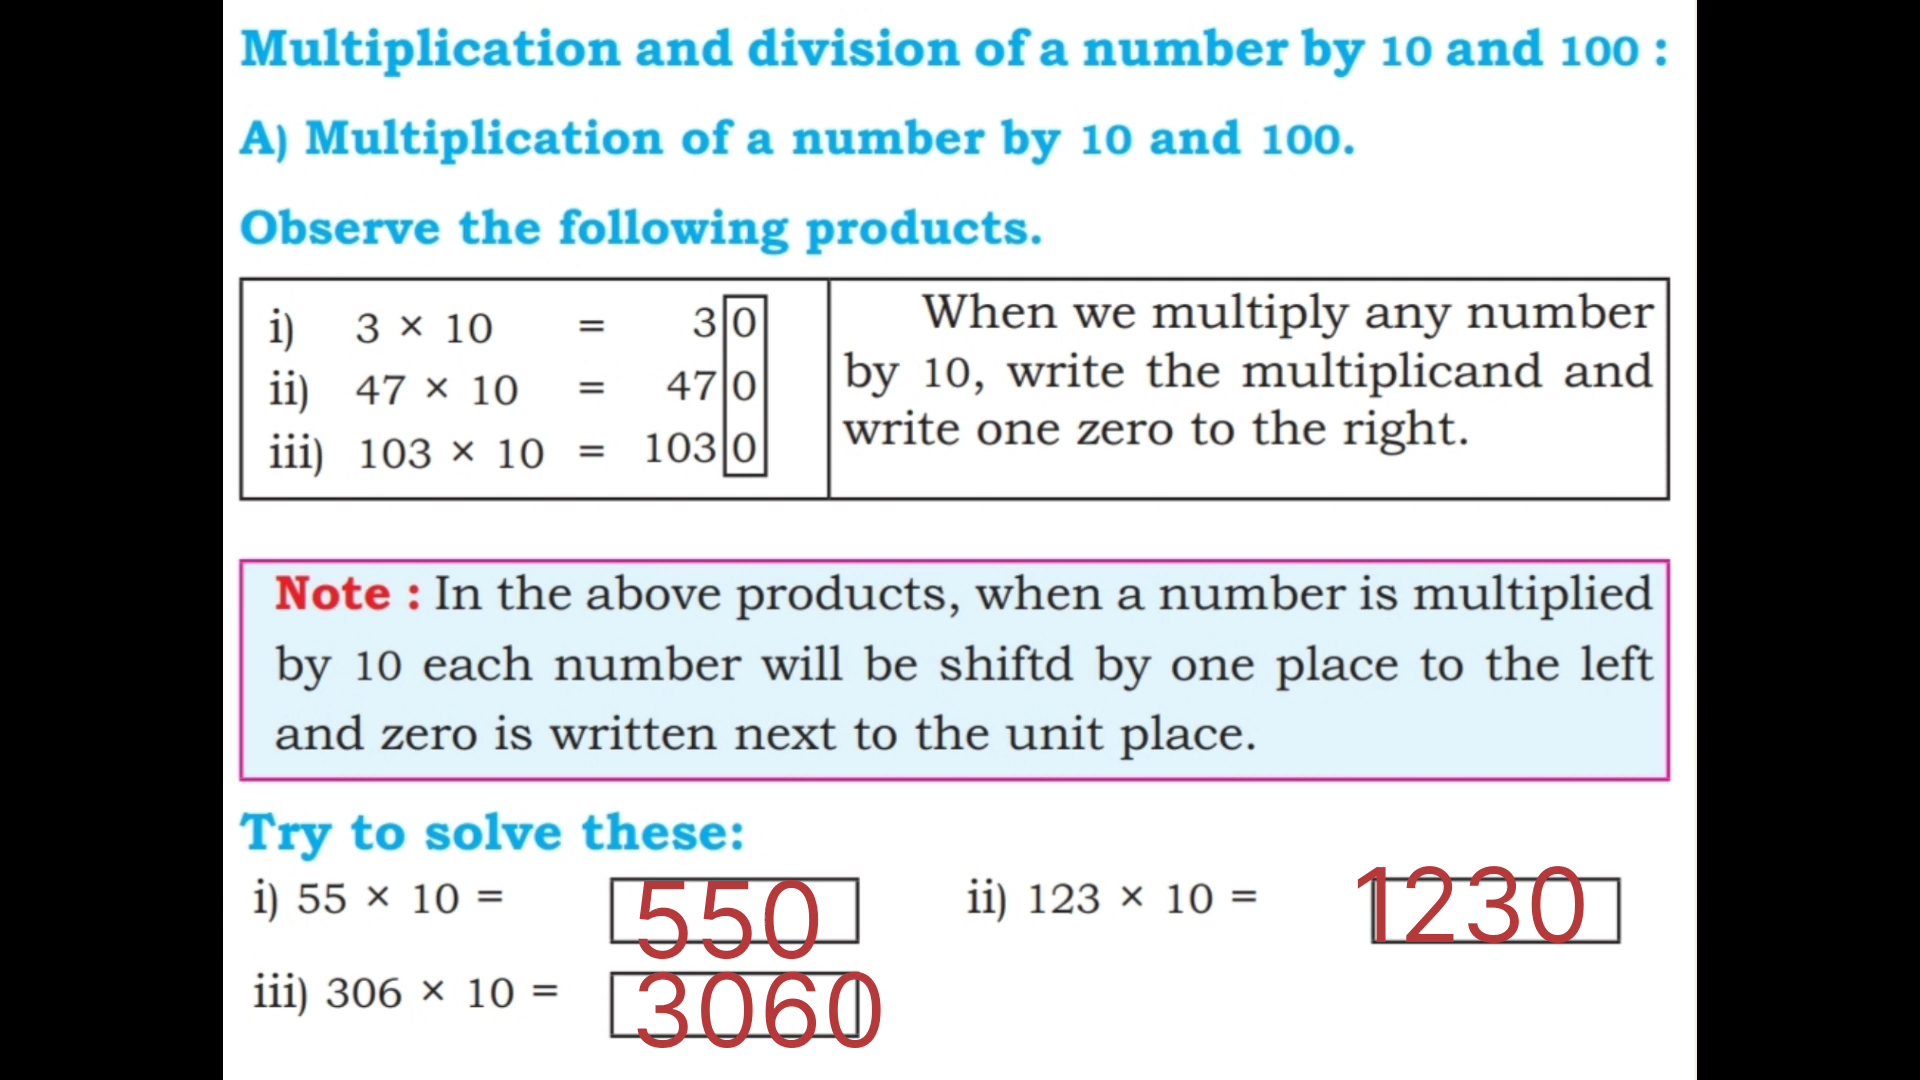 Multiplication and division of a number by 10 and 100 :
A) Multiplication of a number by 10 and 100.
Observe the following products.
i) 3 × 10 = 30
ii) 47 × 10 = 470
iii) 103 × 10 = 1030
When we multiply any number
by 10, write the multiplicand and
write one zero to the right.
Note : In the above products, when a number is multiplied
by 10 each number will be shiftd by one place to the left
and zero is written next to the unit place.
Try to solve these:
i) 55 × 10 = 550 ii) 123 × 10 = 1230
iii) 306 × 10 = 3060